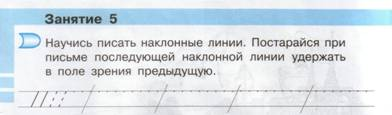 Занятие 5
Научись писать наклонные линии. Постарайся при
письме последующей наклонной линии удержать
в поле зрения предыдущую.